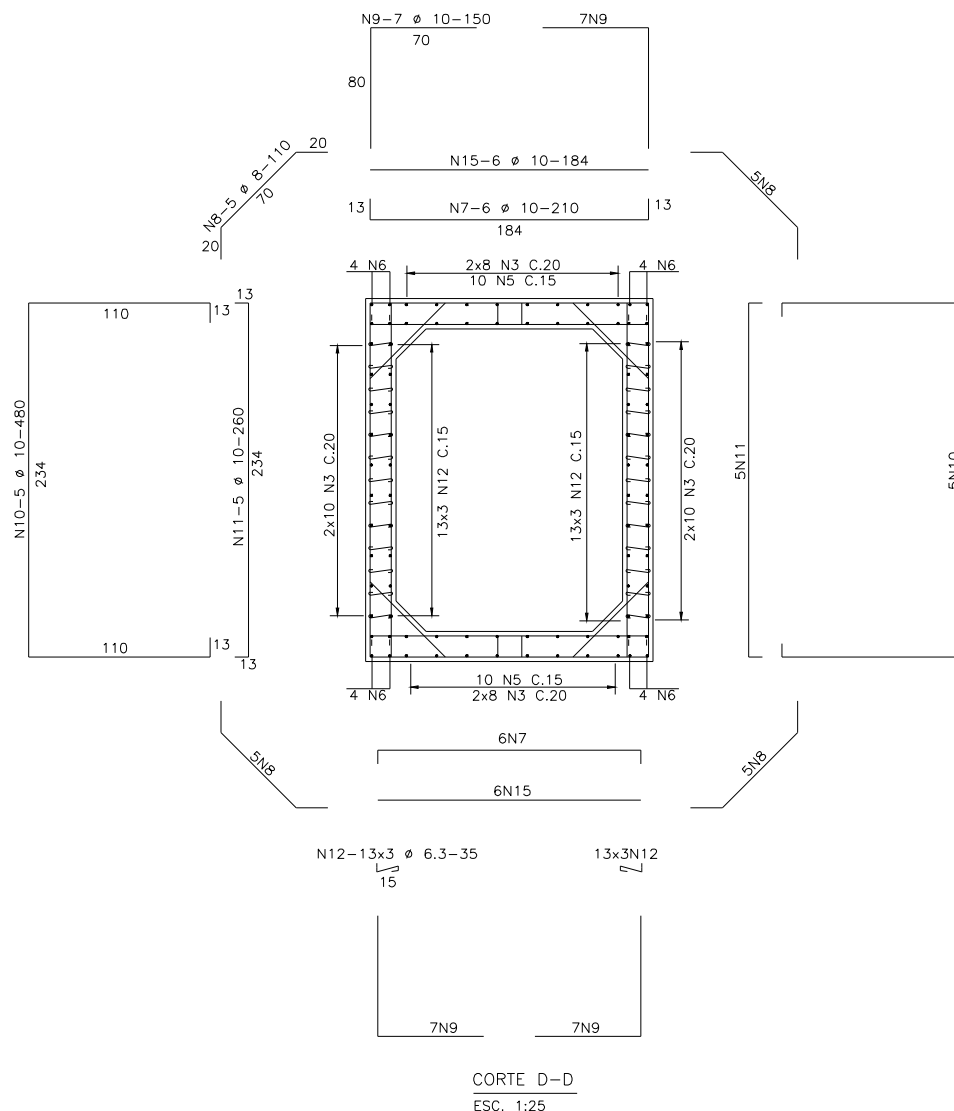 N9-7 ø 10-150
7N9
70
80
20
N15-6 ø 10-184
N8-5 ø 8-110
70
5N8
13
N7-6 ø 10-210
13
184
20
4 N6
2x8 N3 C.20
4 N6
10 N5 C.15
13
110
13
N10-5 ø 10-480
234
N11-5 ø 10-260
234
2x10 N3 C.20
13x3 N12 C.15
13x3 N12 C.15
2x10 N3 C.20
5N11
5N10
110
13
13
10 N5 C.15
4 N6
2x8 N3 C.20
4 N6
6N7
5N8
5N8
6N15
N12-13x3 ø 6.3-35
13x3N12
15
7N9
7N9
CORTE D-D
ESC. 1:25